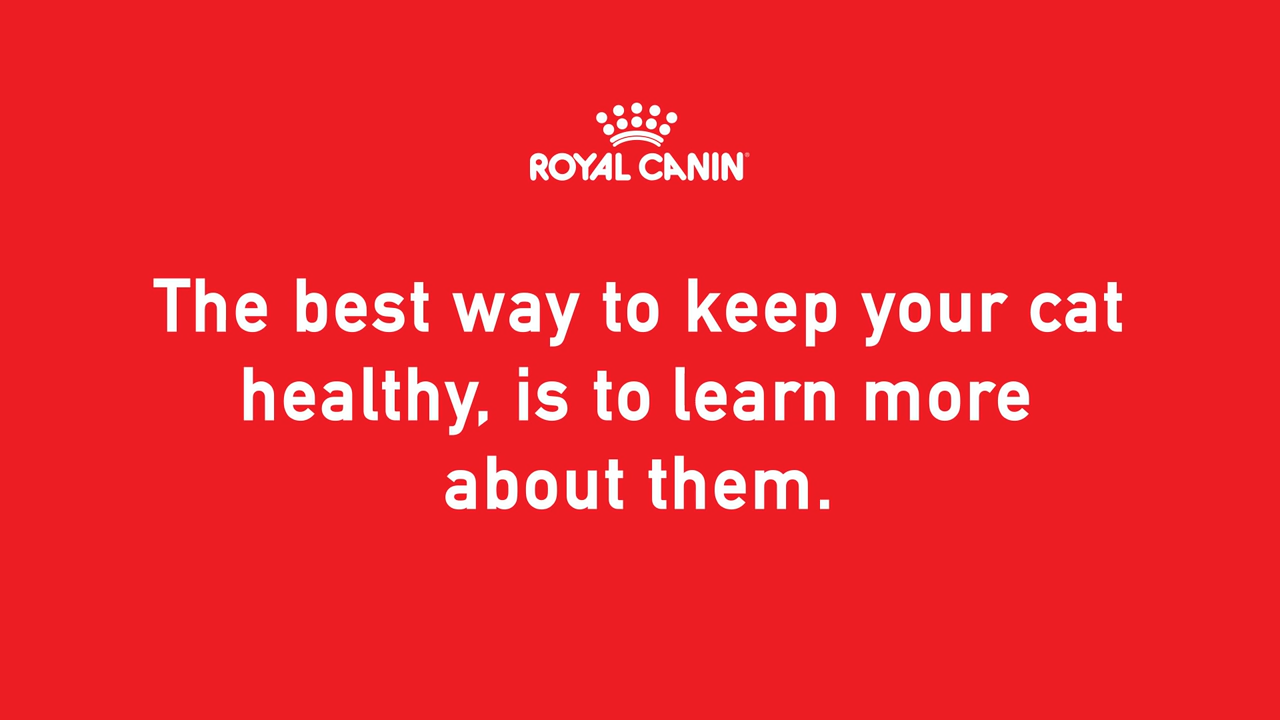 ROYAL CANIN®
The best way to keep your cat
healthy, is to learn more
about them.